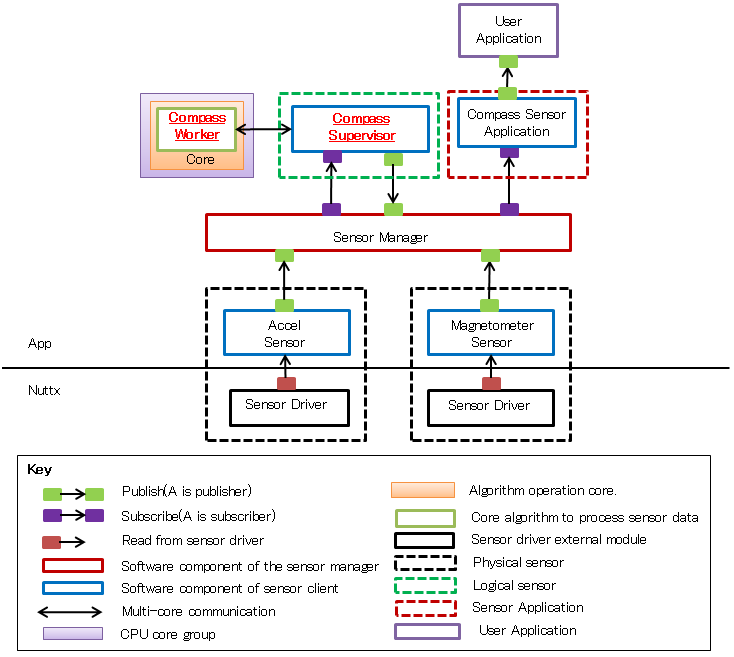 User
Application
Compass
Worker
Core
Compass
Supervisor
Compass Sensor
Application
Sensor Manager
Accel
Sensor
Magnetometer
Sensor
App
Nuttx
Sensor Driver
Sensor Driver
Key
Publish(A is publisher)
Subscribe(A is subscriber)
Read from sensor driver
Software component of the sensor manager
Software component of sensor client
Multi-core communication
CPU core group
Algorithm operation core.
Core algorithm to process sensor data
Sensor driver external module
Physical sensor
Logical sensor
Sensor Application
User Application